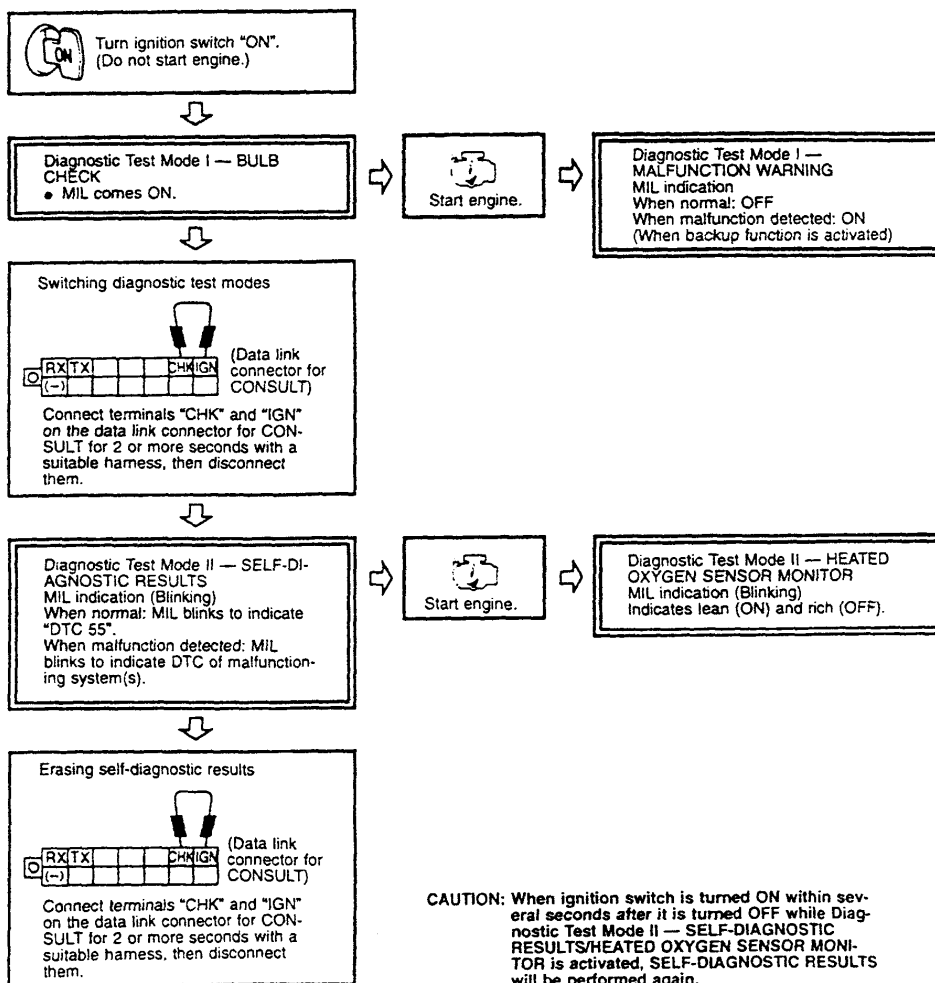 ON
Turn ignition switch "ON".
(Do not start engine.)
Diagnostic Test Mode I — BULB
CHECK
• MIL comes ON.
Start engine.
Diagnostic Test Mode I —
MALFUNCTION WARNING
MIL indication
When normal: OFF
When malfunction detected: ON
(When backup function is activated)
Switching diagnostic test modes
RX TX CHK IGN
(-)
(Data link
connector for
CONSULT)
Connect terminals "CHK" and "IGN"
on the data link connector for CON-
SULT for 2 or more seconds with a
suitable harness, then disconnect
them.
Diagnostic Test Mode II — SELF-DI-
AGNOSTIC RESULTS
MIL indication (Blinking)
When normal: MIL blinks to indicate
"DTC 55".
When malfunction detected: MIL
blinks to indicate DTC of malfunction-
ing system(s).
Start engine.
Diagnostic Test Mode II — HEATED
OXYGEN SENSOR MONITOR
MIL indication (Blinking)
Indicates lean (ON) and rich (OFF).
Erasing self-diagnostic results
RX TX CHK IGN
(-)
(Data link
connector for
CONSULT)
Connect terminals "CHK" and "IGN"
on the data link connector for CON-
SULT for 2 or more seconds with a
suitable harness, then disconnect
them.
CAUTION: When ignition switch is turned ON within sev-
eral seconds after it is turned OFF while Diag-
nostic Test Mode II — SELF-DIAGNOSTIC
RESULTS/HEATED OXYGEN SENSOR MONI-
TOR is activated, SELF-DIAGNOSTIC RESULTS
will be performed again.